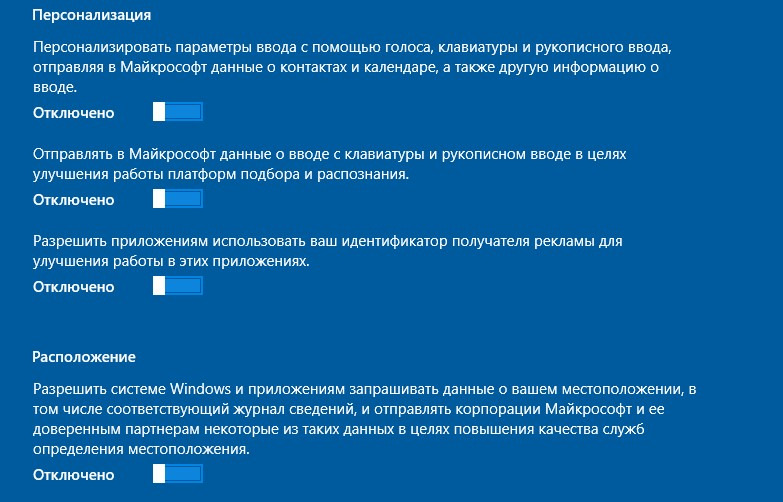 Персонализация
Персонализировать параметры ввода с помощью голоса, клавиатуры и рукописного ввода,
отправляя в Майкрософт данные о контактах и календаре, а также другую информацию о
вводе.
Отключено
Отправлять в Майкрософт данные о вводе с клавиатуры и рукописном вводе в целях
улучшения работы платформ подбора и распознания.
Отключено
Разрешить приложениям использовать ваш идентификатор получателя рекламы для
улучшения работы в этих приложениях.
Отключено
Расположение
Разрешить системе Windows и приложениям запрашивать данные о вашем местоположении, в
том числе соответствующий журнал сведений, и отправлять корпорации Майкрософт и ее
доверенным партнерам некоторые из таких данных в целях повышения качества служб
определения местоположения.
Отключено